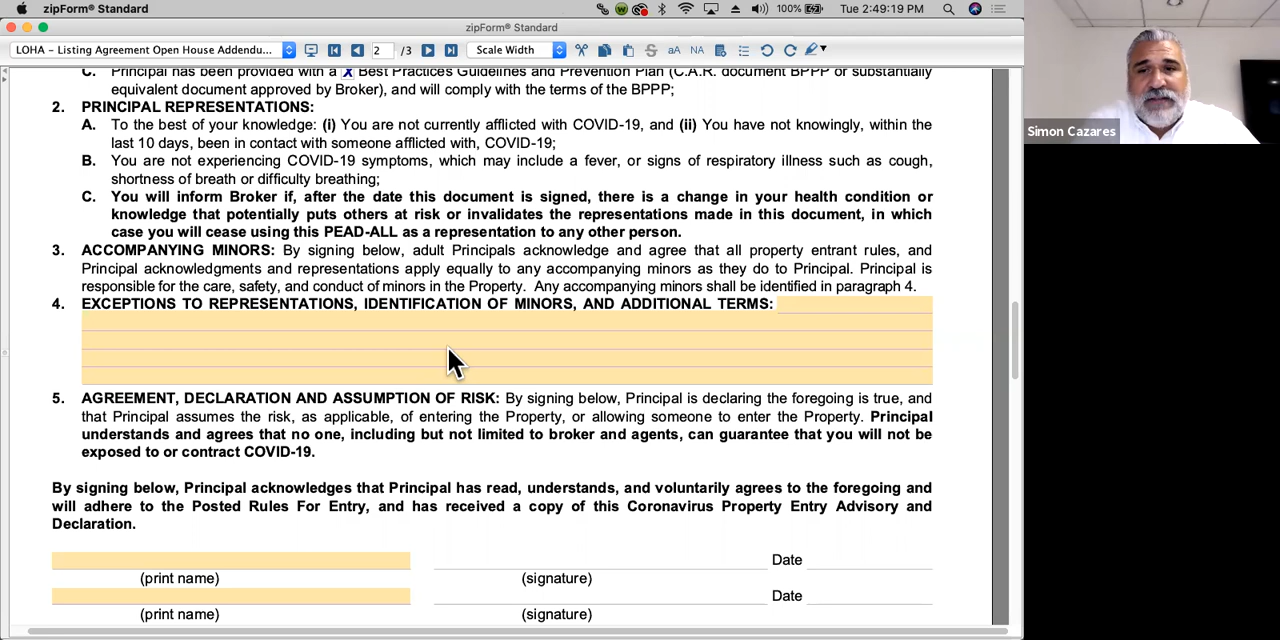 zipForm® Standard
100%
Tue 2:49:19 PM
zipForm® Standard
LOHA - Listing Agreement Open House Addendu...
2
/3
Scale Width
aA
NA
C. Principal has been provided with a X Best Practices Guidelines and Prevention Plan (C.A.R. document BPPP or substantially
equivalent document approved by Broker), and will comply with the terms of the BPPP;
2. PRINCIPAL REPRESENTATIONS:
A. To the best of your knowledge: (i) You are not currently afflicted with COVID-19, and (ii) You have not knowingly, within the
last 10 days, been in contact with someone afflicted with, COVID-19;
B. You are not experiencing COVID-19 symptoms, which may include a fever, or signs of respiratory illness such as cough,
shortness of breath or difficulty breathing;
C. You will inform Broker if, after the date this document is signed, there is a change in your health condition or
knowledge that potentially puts others at risk or invalidates the representations made in this document, in which
case you will cease using this PEAD-ALL as a representation to any other person.
3. ACCOMPANYING MINORS: By signing below, adult Principals acknowledge and agree that all property entrant rules, and
Principal acknowledgments and representations apply equally to any accompanying minors as they do to Principal. Principal is
responsible for the care, safety, and conduct of minors in the Property. Any accompanying minors shall be identified in paragraph 4.
4. EXCEPTIONS TO REPRESENTATIONS, IDENTIFICATION OF MINORS, AND ADDITIONAL TERMS:
5. AGREEMENT, DECLARATION AND ASSUMPTION OF RISK: By signing below, Principal is declaring the foregoing is true, and
that Principal assumes the risk, as applicable, of entering the Property, or allowing someone to enter the Property. Principal
understands and agrees that no one, including but not limited to broker and agents, can guarantee that you will not be
exposed to or contract COVID-19.
By signing below, Principal acknowledges that Principal has read, understands, and voluntarily agrees to the foregoing and
will adhere to the Posted Rules For Entry, and has received a copy of this Coronavirus Property Entry Advisory and
Declaration.
Date
(print name) (signature)
Date
(print name) (signature)
Simon Cazares